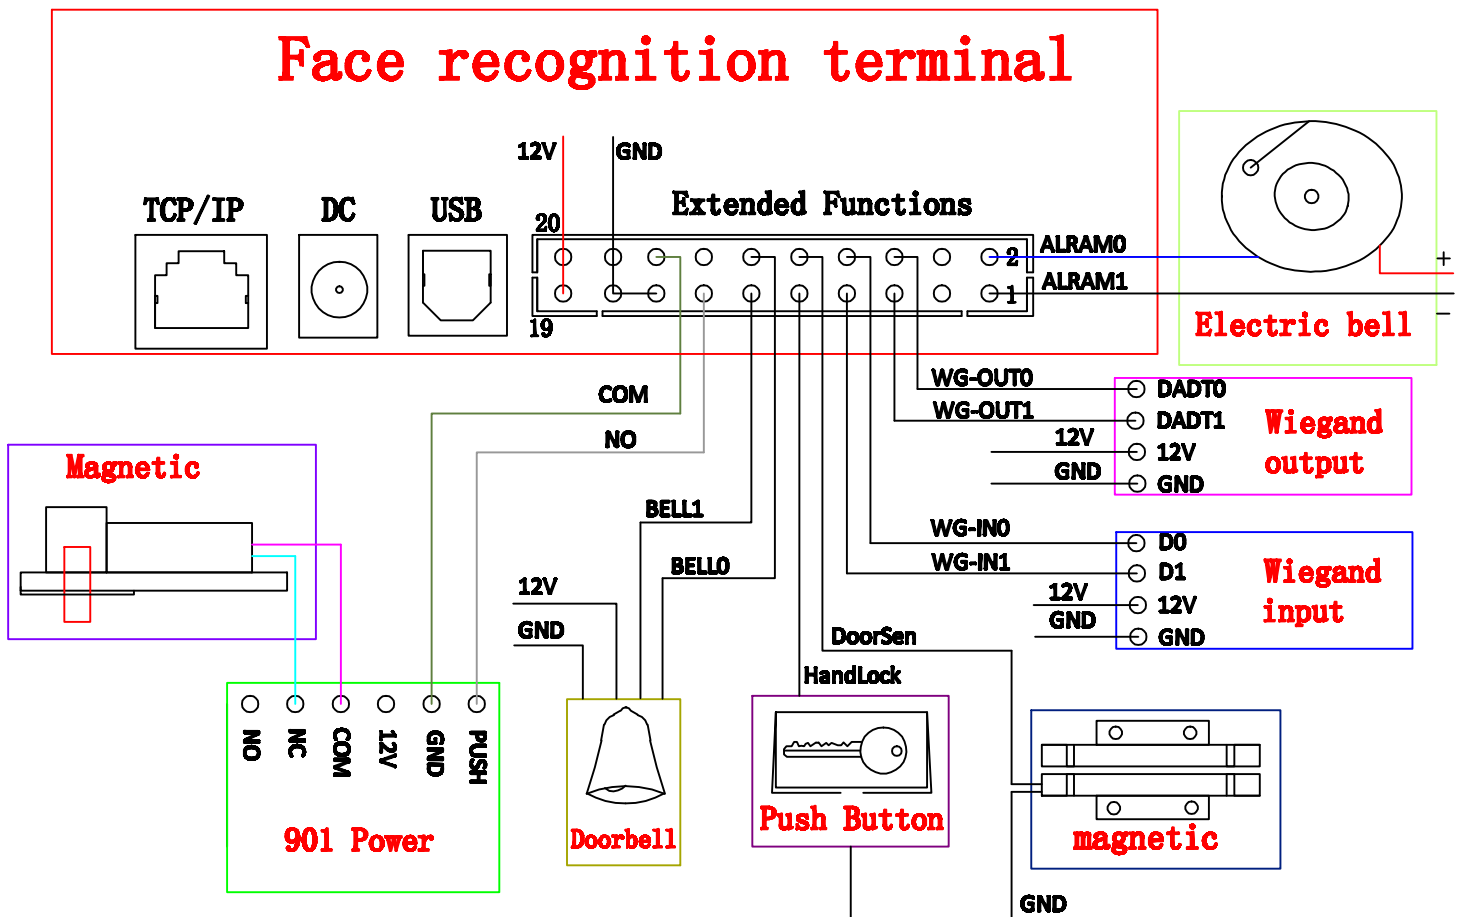 Face recognition terminal
12V
GND
TCP/IP
DC
USB
Extended Functions
20
2
19
1
ALRAM0
ALRAM1
+
-
Electric bell
COM
NO
WG-OUT0
WG-OUT1
12V
GND
DADT0
DADT1
12V
GND
Wiegand
output
Magnetic
BELL1
BELL0
12V
GND
WG-IN0
WG-IN1
12V
GND
D0
D1
12V
GND
Wiegand
input
DoorSen
HandLock
NO
NC
COM
12V
GND
PUSH
901 Power
Doorbell
Push Button
magnetic
GND